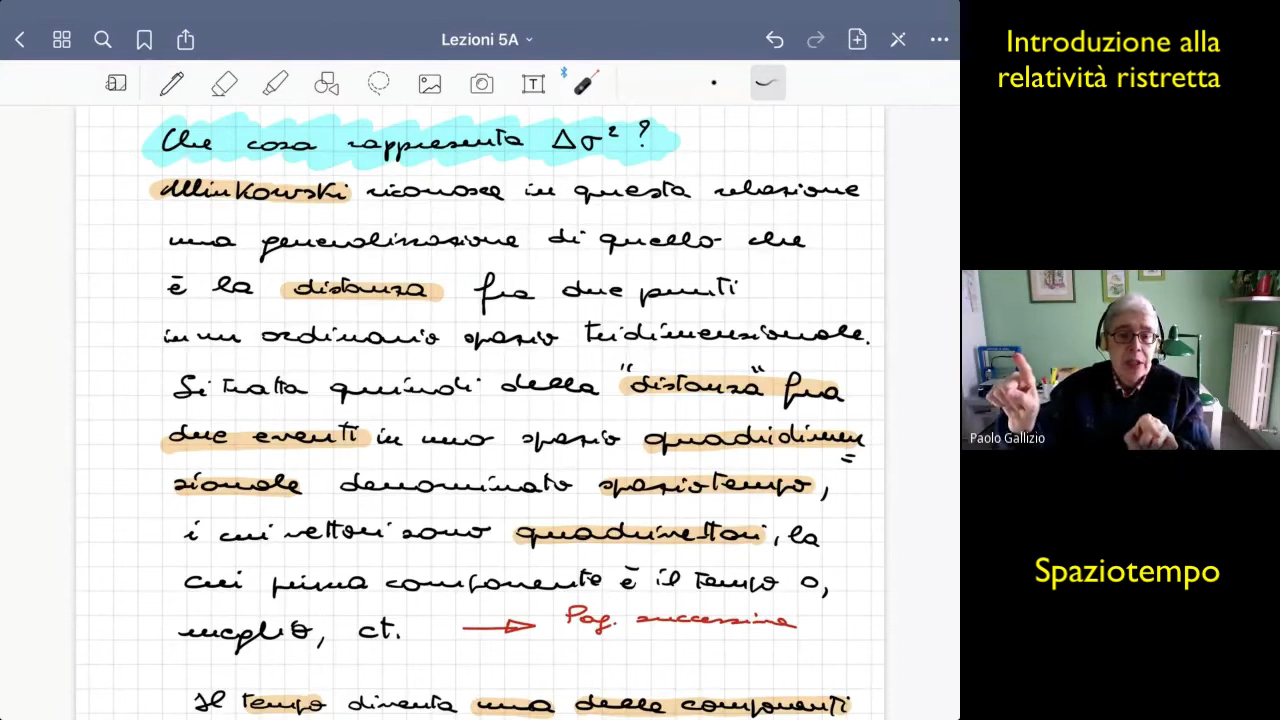 Lezioni 5A
Introduzione alla
relatività ristretta
Che cosa rappresenta Δσ² ?
Minkowski riconosce in questa relazione
una generalizzazione di quello che
è la distanza fra due punti
in un ordinario spazio tridimensionale.
Si tratta quindi della "distanza" fra
due eventi in uno spazio quadridimen=
sionale denominato spaziotempo,
i cui vettori sono quadrivettori, la
cui prima componente è il tempo o,
meglio, ct. → Pag. successiva
Il tempo diventa una delle componenti
Paolo Gallizio
Spaziotempo